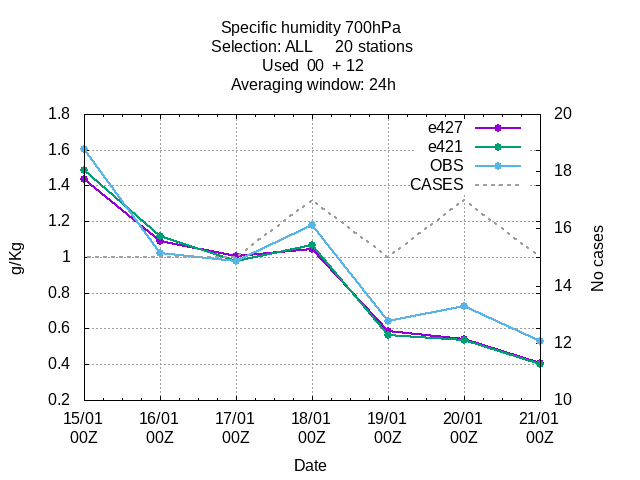 Specific humidity 700hPa
Selection: ALL     20 stations
Used  00  + 12
Averaging window: 24h
1.8
1.6
1.4
1.2
1
0.8
0.6
0.4
0.2
g/Kg
20
18
16
14
12
10
No cases
e427
e421
OBS
CASES
15/01 16/01 17/01 18/01 19/01 20/01 21/01
00Z 00Z 00Z 00Z 00Z 00Z 00Z
Date